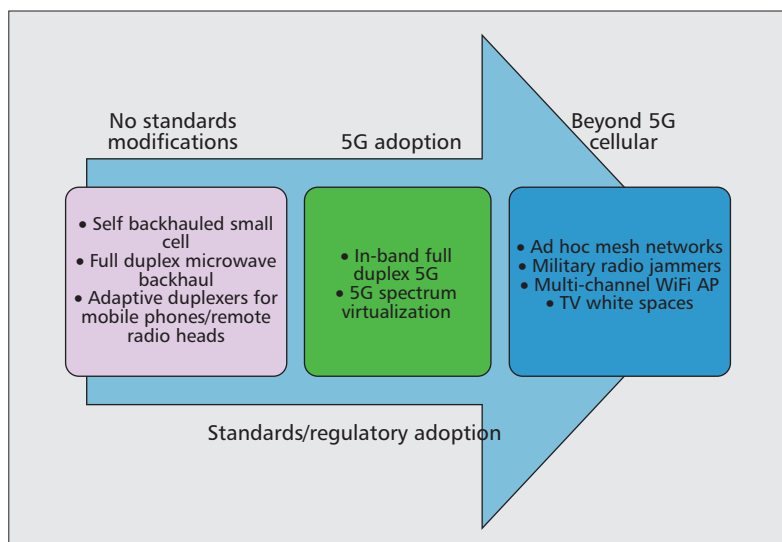 No standards
modifications
5G adoption
Beyond 5G
cellular
• Self backhauled small
cell
• Full duplex microwave
backhaul
• Adaptive duplexers for
mobile phones/remote
radio heads
• In-band full
duplex 5G
• 5G spectrum
virtualization
• Ad hoc mesh networks
• Military radio jammers
• Multi-channel WiFi AP
• TV white spaces
Standards/regulatory adoption